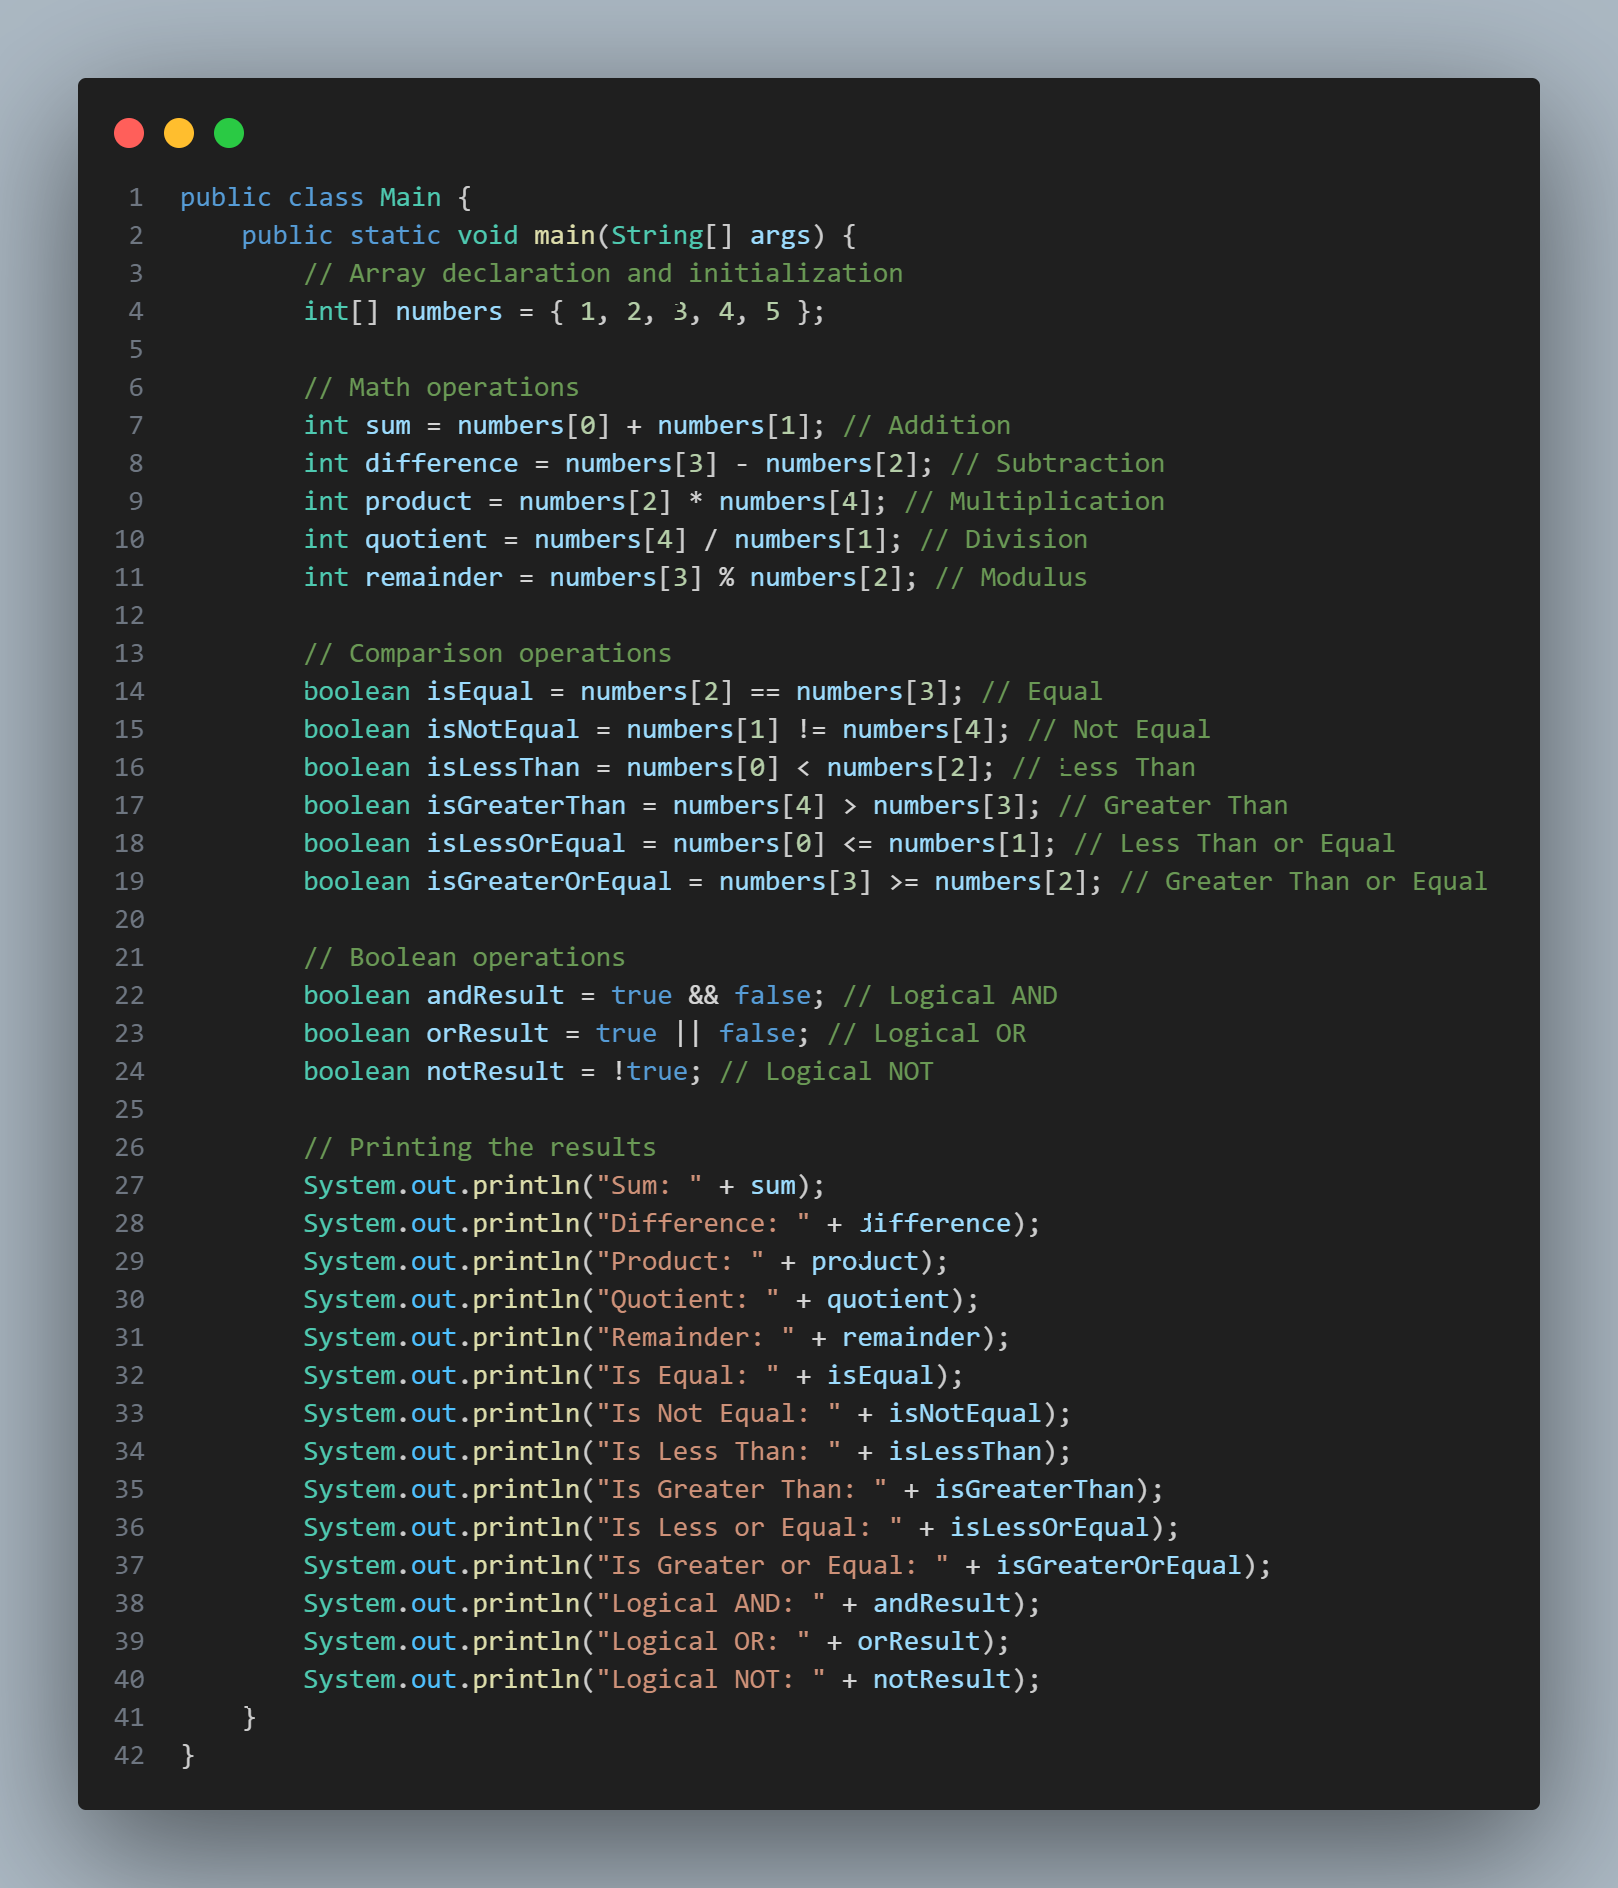 1 public class Main {
2     public static void main(String[] args) {
3         // Array declaration and initialization
4         int[] numbers = { 1, 2, 3, 4, 5 };
5
6         // Math operations
7         int sum = numbers[0] + numbers[1]; // Addition
8         int difference = numbers[3] - numbers[2]; // Subtraction
9         int product = numbers[2] * numbers[4]; // Multiplication
10         int quotient = numbers[4] / numbers[1]; // Division
11         int remainder = numbers[3] % numbers[2]; // Modulus
12
13         // Comparison operations
14         boolean isEqual = numbers[2] == numbers[3]; // Equal
15         boolean isNotEqual = numbers[1] != numbers[4]; // Not Equal
16         boolean isLessThan = numbers[0] < numbers[2]; // Less Than
17         boolean isGreaterThan = numbers[4] > numbers[3]; // Greater Than
18         boolean isLessOrEqual = numbers[0] <= numbers[1]; // Less Than or Equal
19         boolean isGreaterOrEqual = numbers[3] >= numbers[2]; // Greater Than or Equal
20
21         // Boolean operations
22         boolean andResult = true && false; // Logical AND
23         boolean orResult = true || false; // Logical OR
24         boolean notResult = !true; // Logical NOT
25
26         // Printing the results
27         System.out.println("Sum: " + sum);
28         System.out.println("Difference: " + difference);
29         System.out.println("Product: " + product);
30         System.out.println("Quotient: " + quotient);
31         System.out.println("Remainder: " + remainder);
32         System.out.println("Is Equal: " + isEqual);
33         System.out.println("Is Not Equal: " + isNotEqual);
34         System.out.println("Is Less Than: " + isLessThan);
35         System.out.println("Is Greater Than: " + isGreaterThan);
36         System.out.println("Is Less or Equal: " + isLessOrEqual);
37         System.out.println("Is Greater or Equal: " + isGreaterOrEqual);
38         System.out.println("Logical AND: " + andResult);
39         System.out.println("Logical OR: " + orResult);
40         System.out.println("Logical NOT: " + notResult);
41     }
42 }